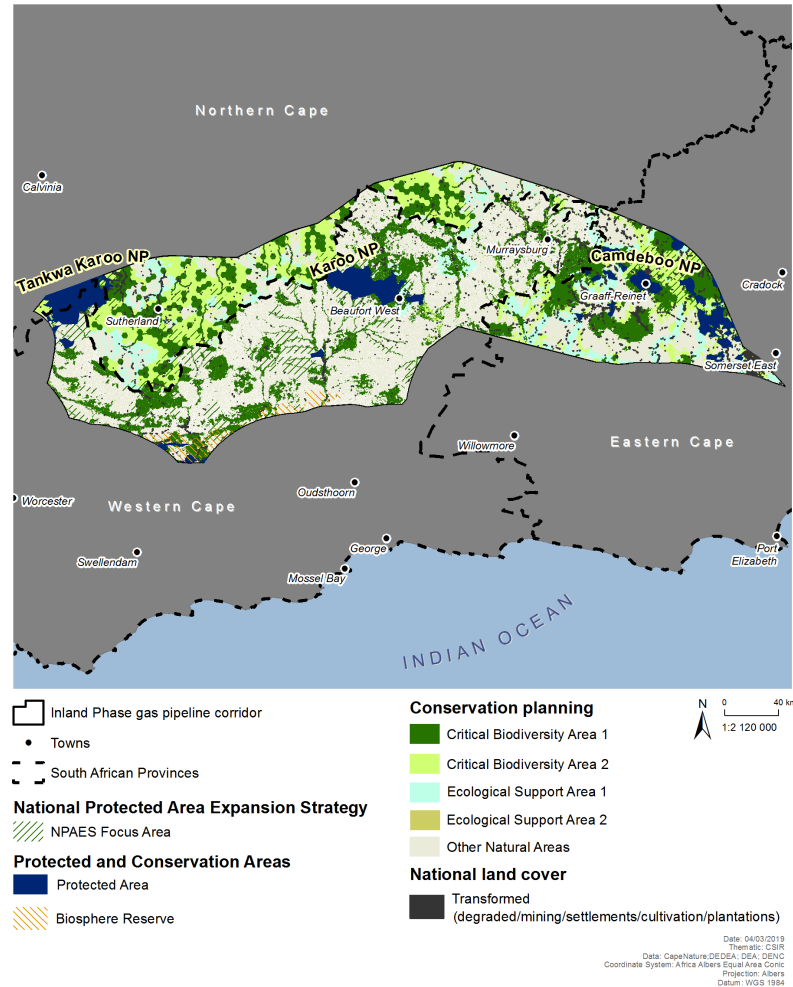 Northern Cape
Calvinia
Tankwa Karoo NP
Karoo NP
Murraysburg
Camdeboo NP
Cradock
Graaff-Reinet
Beaufort West
Sutherland
Somerset East
Willowmore
Eastern Cape
Oudsthoorn
Worcester
Western Cape
George
Port
Elizabeth
Swellendam
Mossel Bay
INDIAN OCEAN
Inland Phase gas pipeline corridor
Towns
South African Provinces
National Protected Area Expansion Strategy
NPAES Focus Area
Protected and Conservation Areas
Protected Area
Biosphere Reserve
Conservation planning
Critical Biodiversity Area 1
Critical Biodiversity Area 2
Ecological Support Area 1
Ecological Support Area 2
Other Natural Areas
National land cover
Transformed
(degraded/mining/settlements/cultivation/plantations)
N
0 40 km
1:2 120 000
Date: 04/03/2019
Thematic: CSIR
Data: CapeNature;DEDEA; DEA; DENC
Coordinate System: Africa Albers Equal Area Conic
Projection: Albers
Datum: WGS 1984